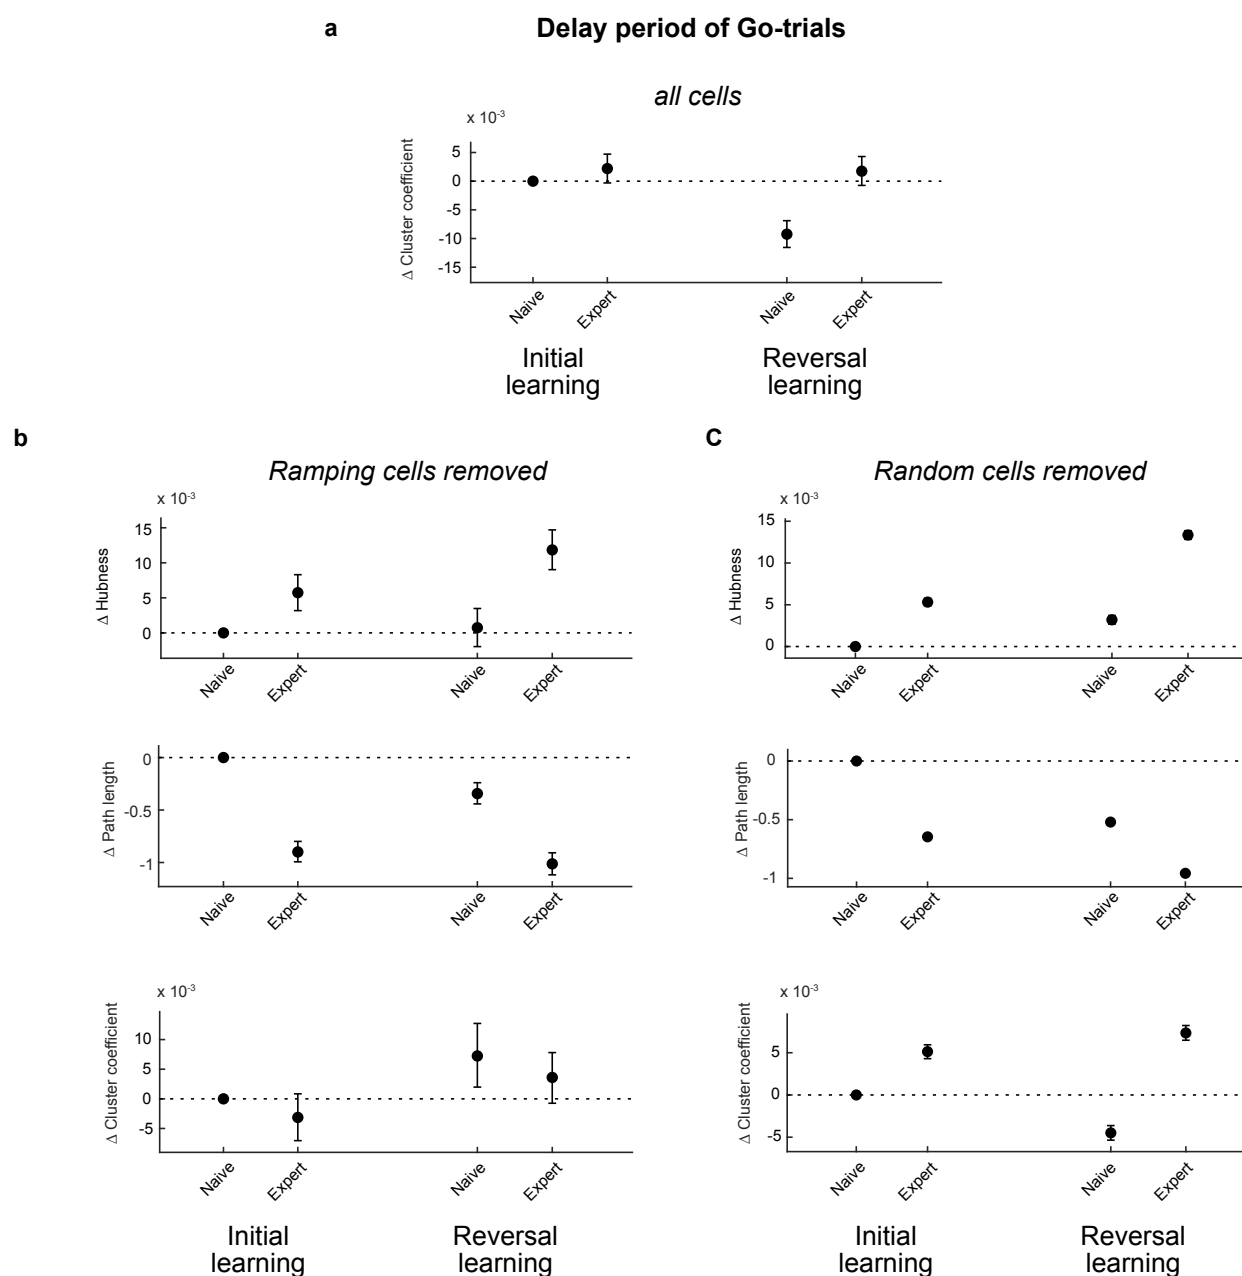 a
Delay period of Go-trials
all cells
x 10-3
Δ Cluster coefficient
5
0
-5
-10
-15
Naive
Expert
Naive
Expert
Initial
learning
Reversal
learning
b
Ramping cells removed
x 10-3
Δ Hubness
15
10
5
0
Naive
Expert
Naive
Expert
Δ Path length
0
-0.5
-1
Naive
Expert
Naive
Expert
x 10-3
Δ Cluster coefficient
10
5
0
-5
Naive
Expert
Naive
Expert
Initial
learning
Reversal
learning
C
Random cells removed
x 10-3
Δ Hubness
15
10
5
0
Naive
Expert
Naive
Expert
Δ Path length
0
-0.5
-1
Naive
Expert
Naive
Expert
x 10-3
Δ Cluster coefficient
5
0
-5
Naive
Expert
Naive
Expert
Initial
learning
Reversal
learning